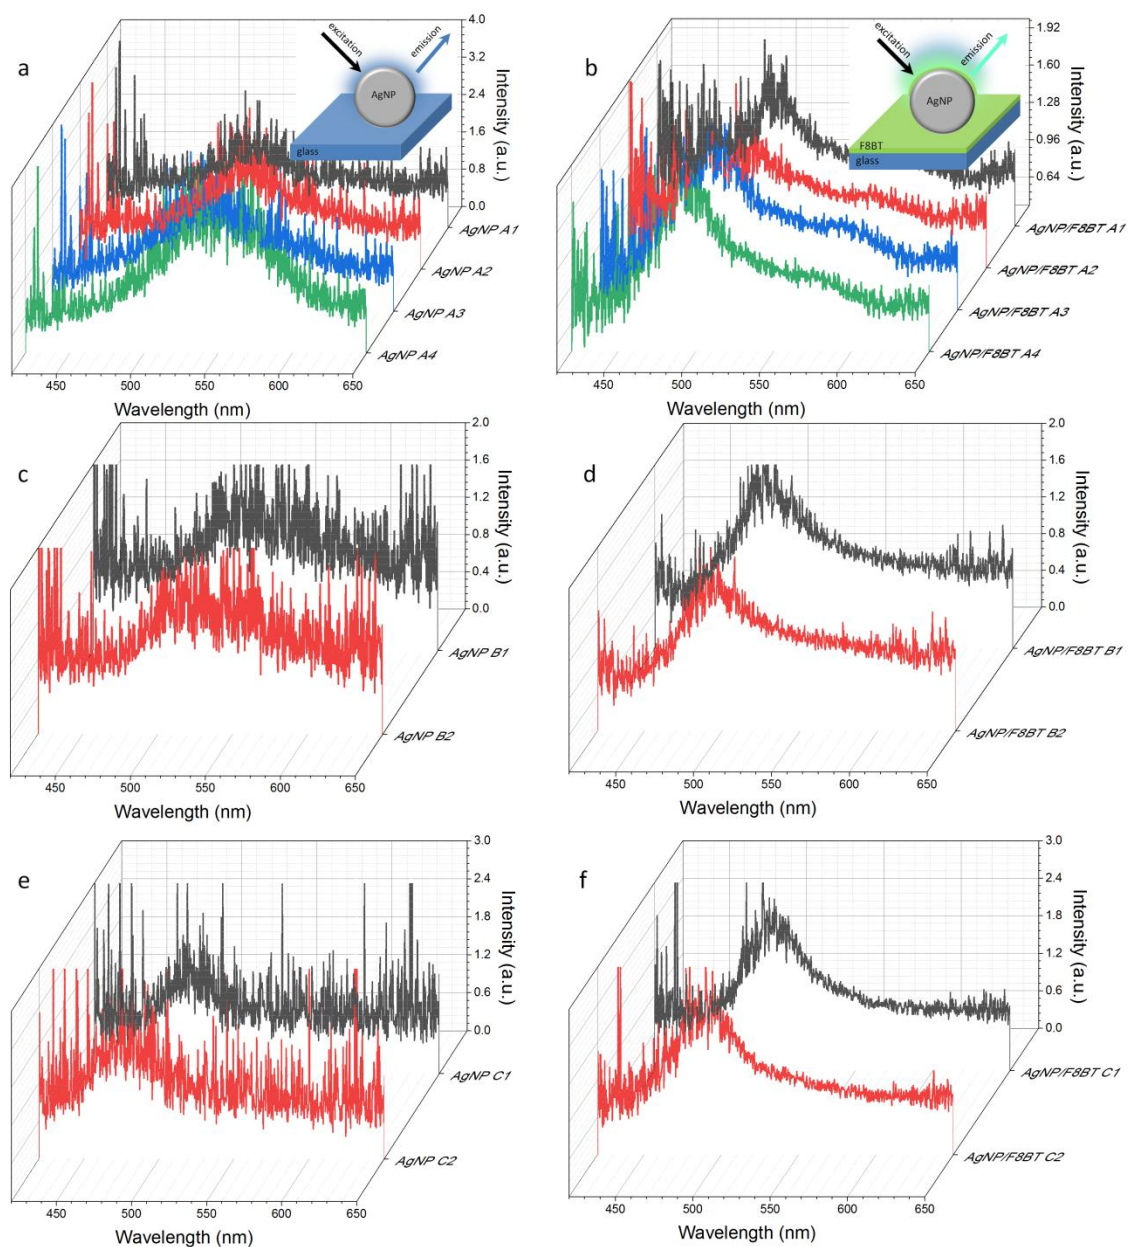 a
excitation
emission
AgNP
glass
4.0
3.2
2.4
1.6
0.8
0.0
Intensity (a.u.)
AgNP A1
AgNP A2
AgNP A3
AgNP A4
450 500 550 600 650
Wavelength (nm)
b
excitation
emission
AgNP
F8BT
glass
1.92
1.60
1.28
0.96
0.64
Intensity (a.u.)
AgNP/F8BT A1
AgNP/F8BT A2
AgNP/F8BT A3
AgNP/F8BT A4
450 500 550 600 650
Wavelength (nm)
c
2.0
1.6
1.2
0.8
0.4
0.0
Intensity (a.u.)
AgNP B1
AgNP B2
450 500 550 600 650
Wavelength (nm)
d
2.0
1.6
1.2
0.8
0.4
0.0
Intensity (a.u.)
AgNP/F8BT B1
AgNP/F8BT B2
450 500 550 600 650
Wavelength (nm)
e
3.0
2.4
1.8
1.2
0.6
0.0
Intensity (a.u.)
AgNP C1
AgNP C2
450 500 550 600 650
Wavelength (nm)
f
3.0
2.4
1.8
1.2
0.6
0.0
Intensity (a.u.)
AgNP/F8BT C1
AgNP/F8BT C2
450 500 550 600 650
Wavelength (nm)